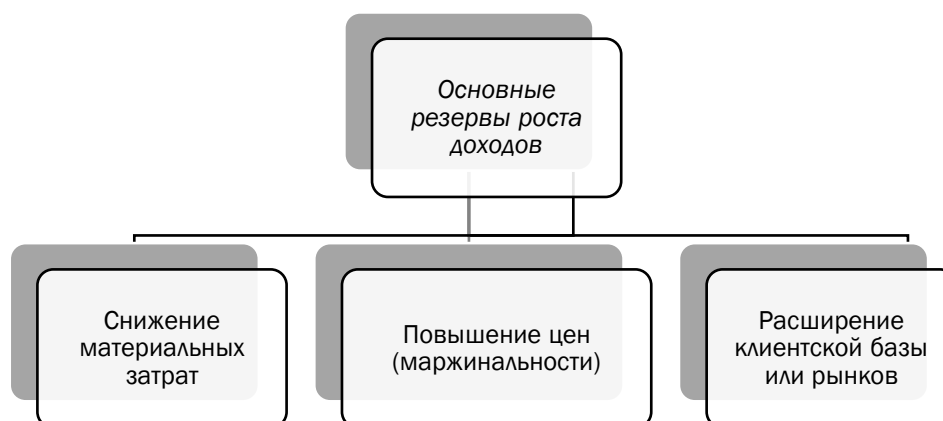 Основные
резервы роста
доходов
Снижение
материальных
затрат
Повышение цен
(маржинальности)
Расширение
клиентской базы
или рынков